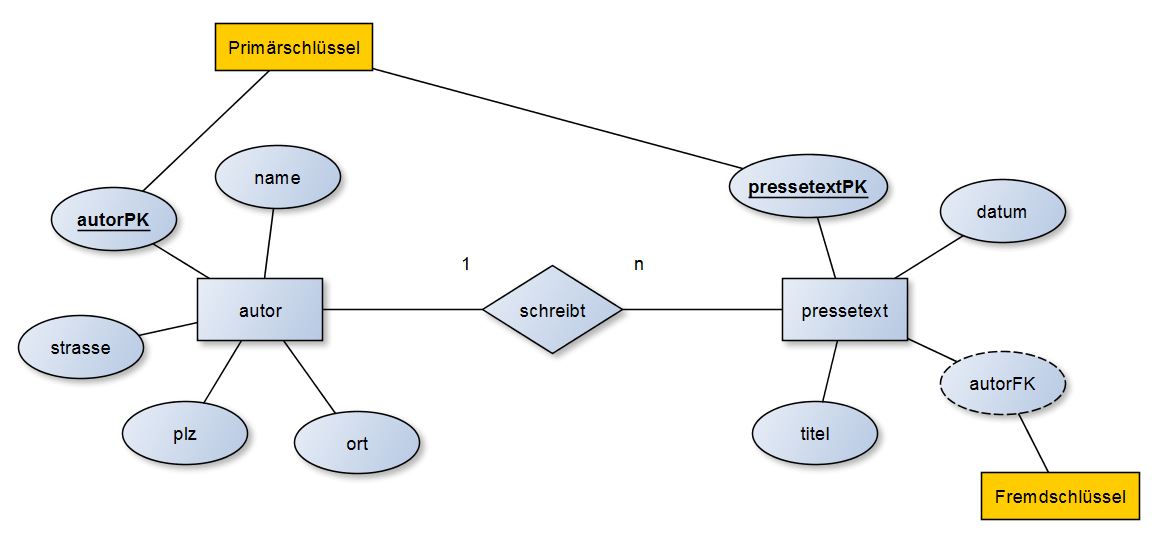 Primärschlüssel
name
pressetextPK
autorPK
datum
1
n
autor
schreibt
pressetext
strasse
autorFK
plz
ort
titel
Fremdschlüssel